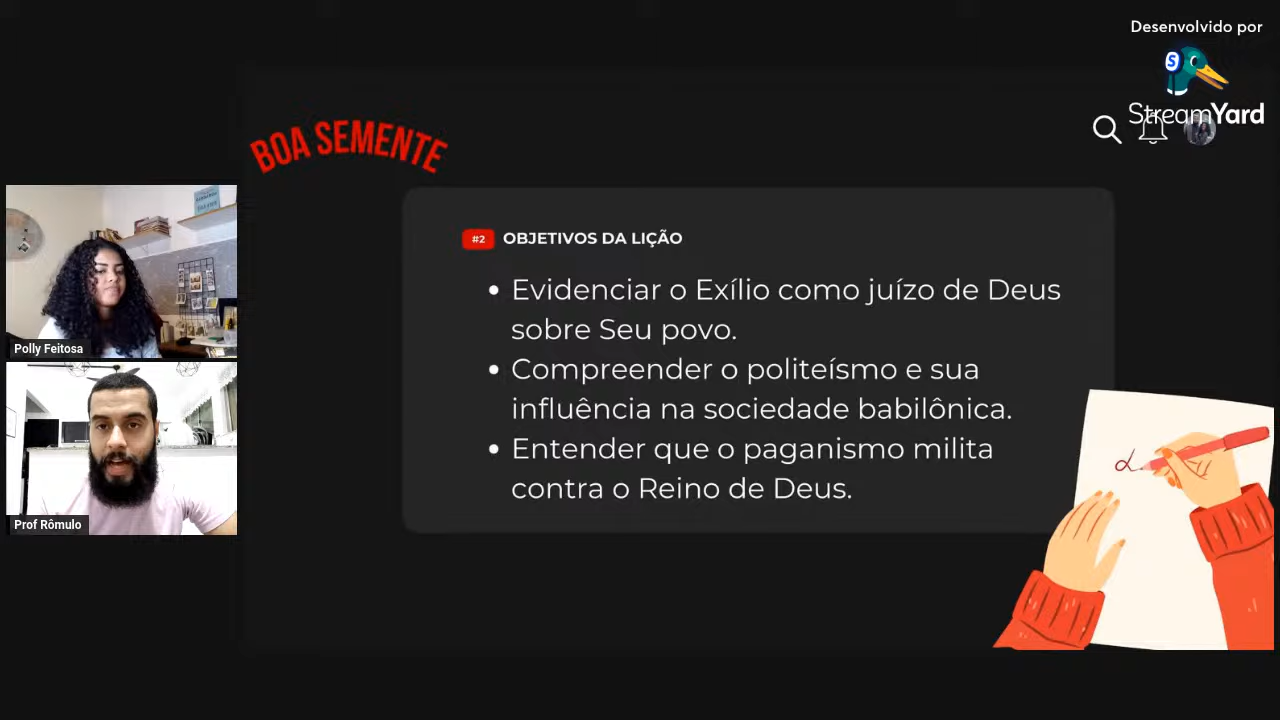 Desenvolvido por
StreamYard
BOA SEMENTE
#2 OBJETIVOS DA LIÇÃO
• Evidenciar o Exílio como juízo de Deus
sobre Seu povo.
• Compreender o politeísmo e sua
influência na sociedade babilônica.
• Entender que o paganismo milita
contra o Reino de Deus.
Polly Feitosa
Prof Rômulo